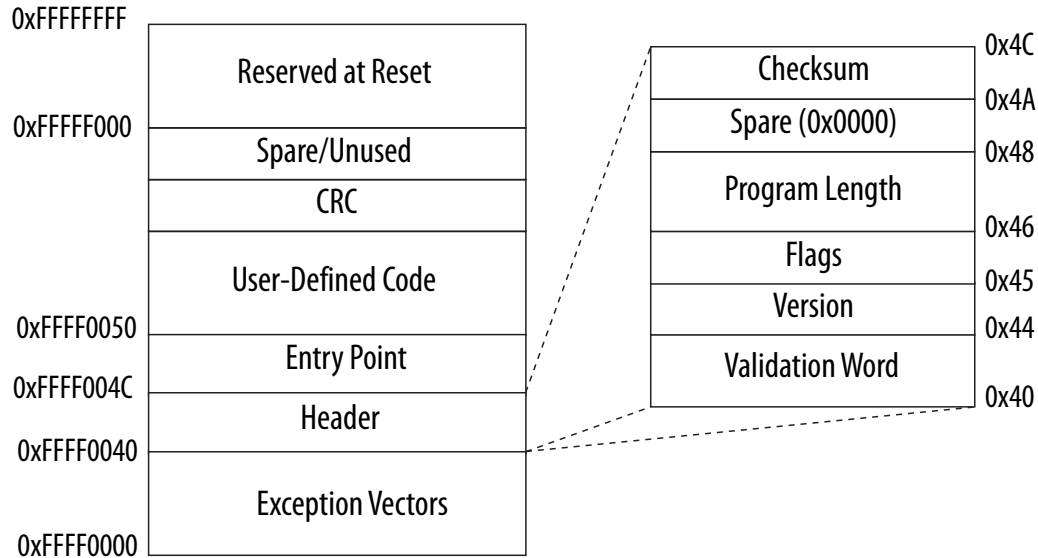 0xFFFFFFFF
Reserved at Reset
0xFFFFF000
Spare/Unused
CRC
User-Defined Code
0xFFFF0050
Entry Point
0xFFFF004C
Header
0xFFFF0040
Exception Vectors
0xFFFF0000
0x4C
Checksum
0x4A
Spare (0x0000)
0x48
Program Length
0x46
Flags
0x45
Version
0x44
Validation Word
0x40